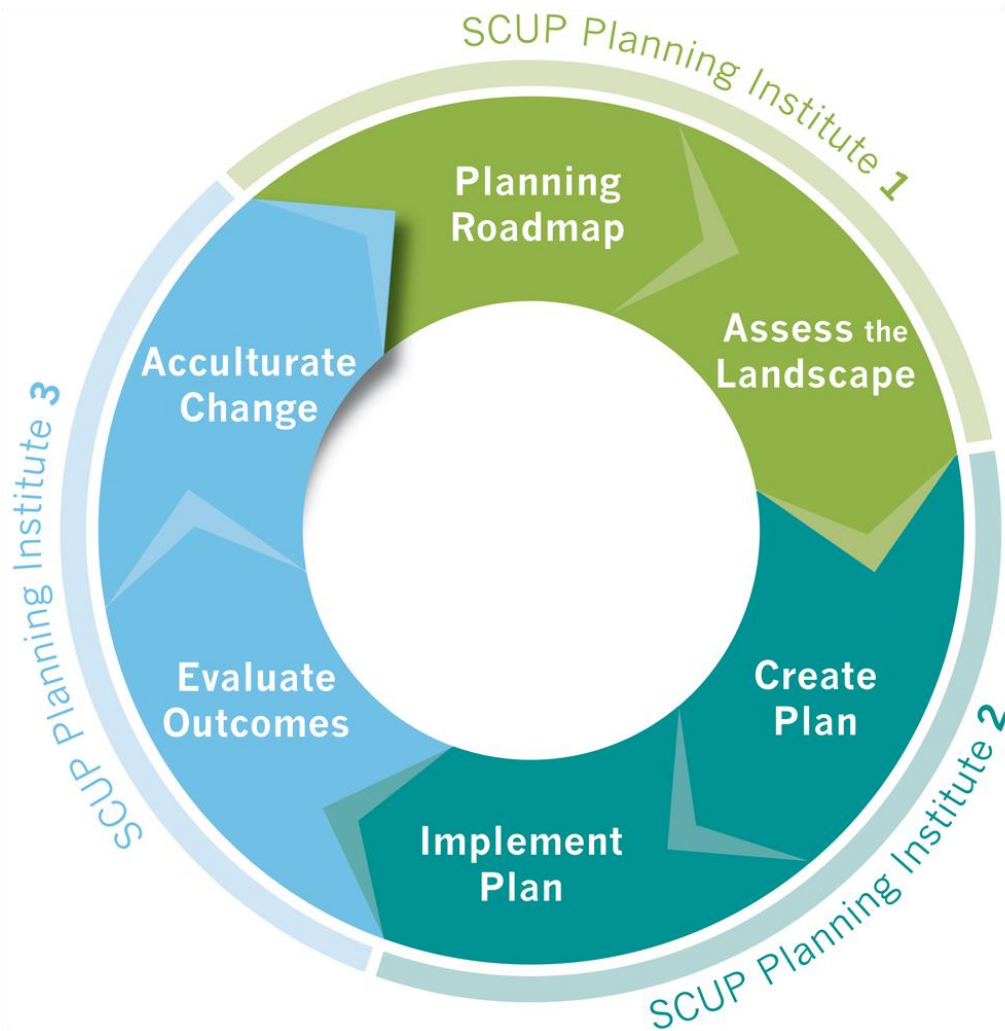 SCUP Planning Institute 1
Planning
Roadmap
Assess the
Landscape
SCUP Planning Institute 2
Create
Plan
Implement
Plan
SCUP Planning Institute 3
Evaluate
Outcomes
Acculturate
Change